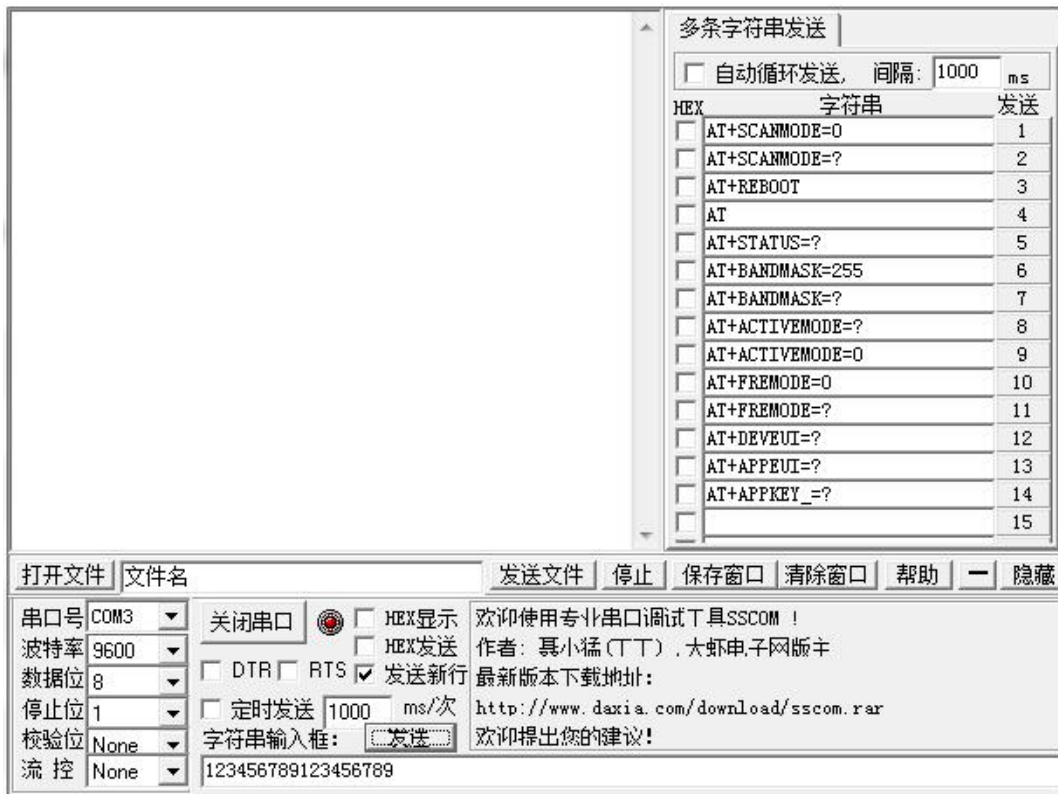 多条字符串发送
自动循环发送, 间隔: 1000 ms
HEX 字符串 发送
AT+SCANMODE=0 1
AT+SCANMODE=? 2
AT+REBOOT 3
AT 4
AT+STATUS=? 5
AT+BANDMASK=255 6
AT+BANDMASK=? 7
AT+ACTIVEMODE=? 8
AT+ACTIVEMODE=0 9
AT+FREMODE=0 10
AT+FREMODE=? 11
AT+DEVEUI=? 12
AT+APPEUI=? 13
AT+APPKEY_=? 14
15
打开文件 文件名 发送文件 停止 保存窗口 清除窗口 帮助 一 隐藏
串口号 COM3 关闭串口 HEX显示 欢迎使用专业串口调试工具SSCOM !
波特率 9600 HEX发送 作者: 聂小猛(丁丁),大虾电子网版主
数据位 8 DTR RTS 发送新行 最新版本下载地址:
停止位 1 定时发送 1000 ms/次 http://www.daxia.com/download/sscom.rar
校验位 None 字符串输入框: 发送 欢迎提出您的建议!
流 控 None 123456789123456789